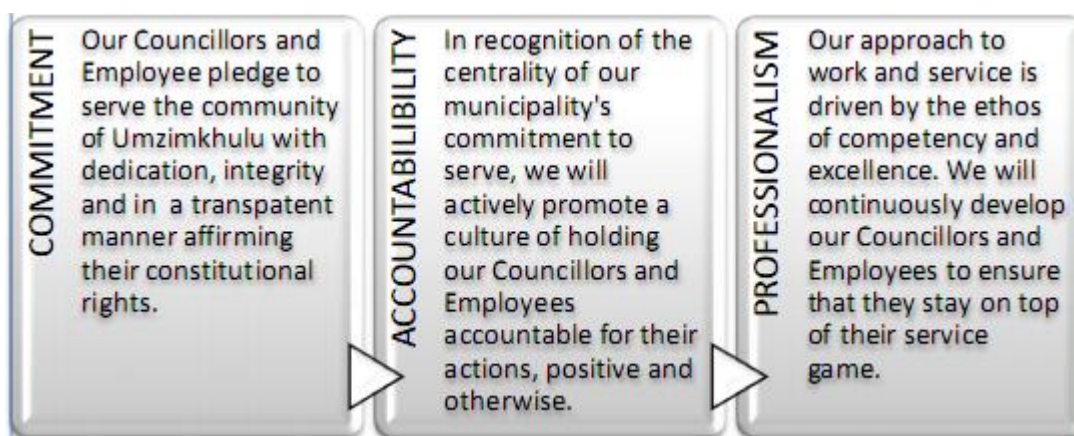 COMMITMENT
Our Councillors and
Employee pledge to
serve the community
of Umzimkhulu with
dedication, integrity
and in a transpatent
manner affirming
their constitutional
rights.
ACCOUNTABILIBILITY
In recognition of the
centrality of our
municipality's
commitment to
serve, we will
actively promote a
culture of holding
our Councillors and
Employees
accountable for their
actions, positive and
otherwise.
PROFESSIONALISM
Our approach to
work and service is
driven by the ethos
of competency and
excellence. We will
continuously develop
our Councillors and
Employees to ensure
that they stay on top
of their service
game.